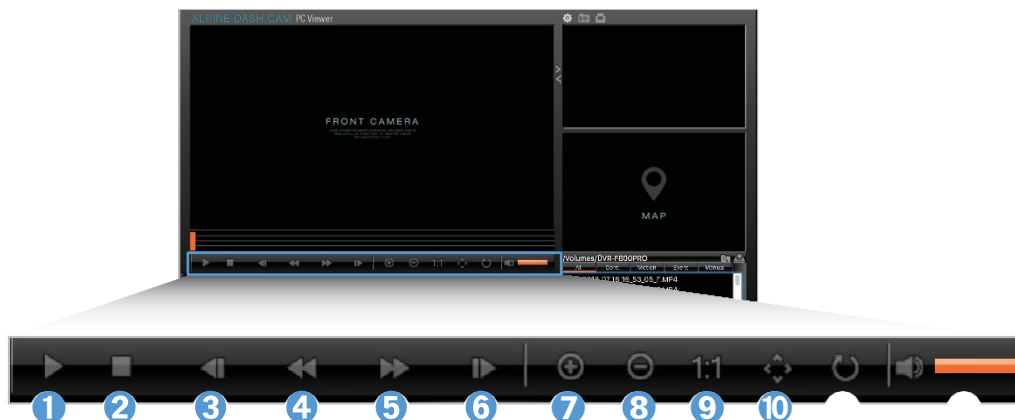 ALPINE DASH CAM PC Viewer
FRONT CAMERA
MAP
1:1
/Volumes/DVR-F800PRO
All Cont. Motion Event Manual
1:1
1 2 3 4 5 6 7 8 9 10